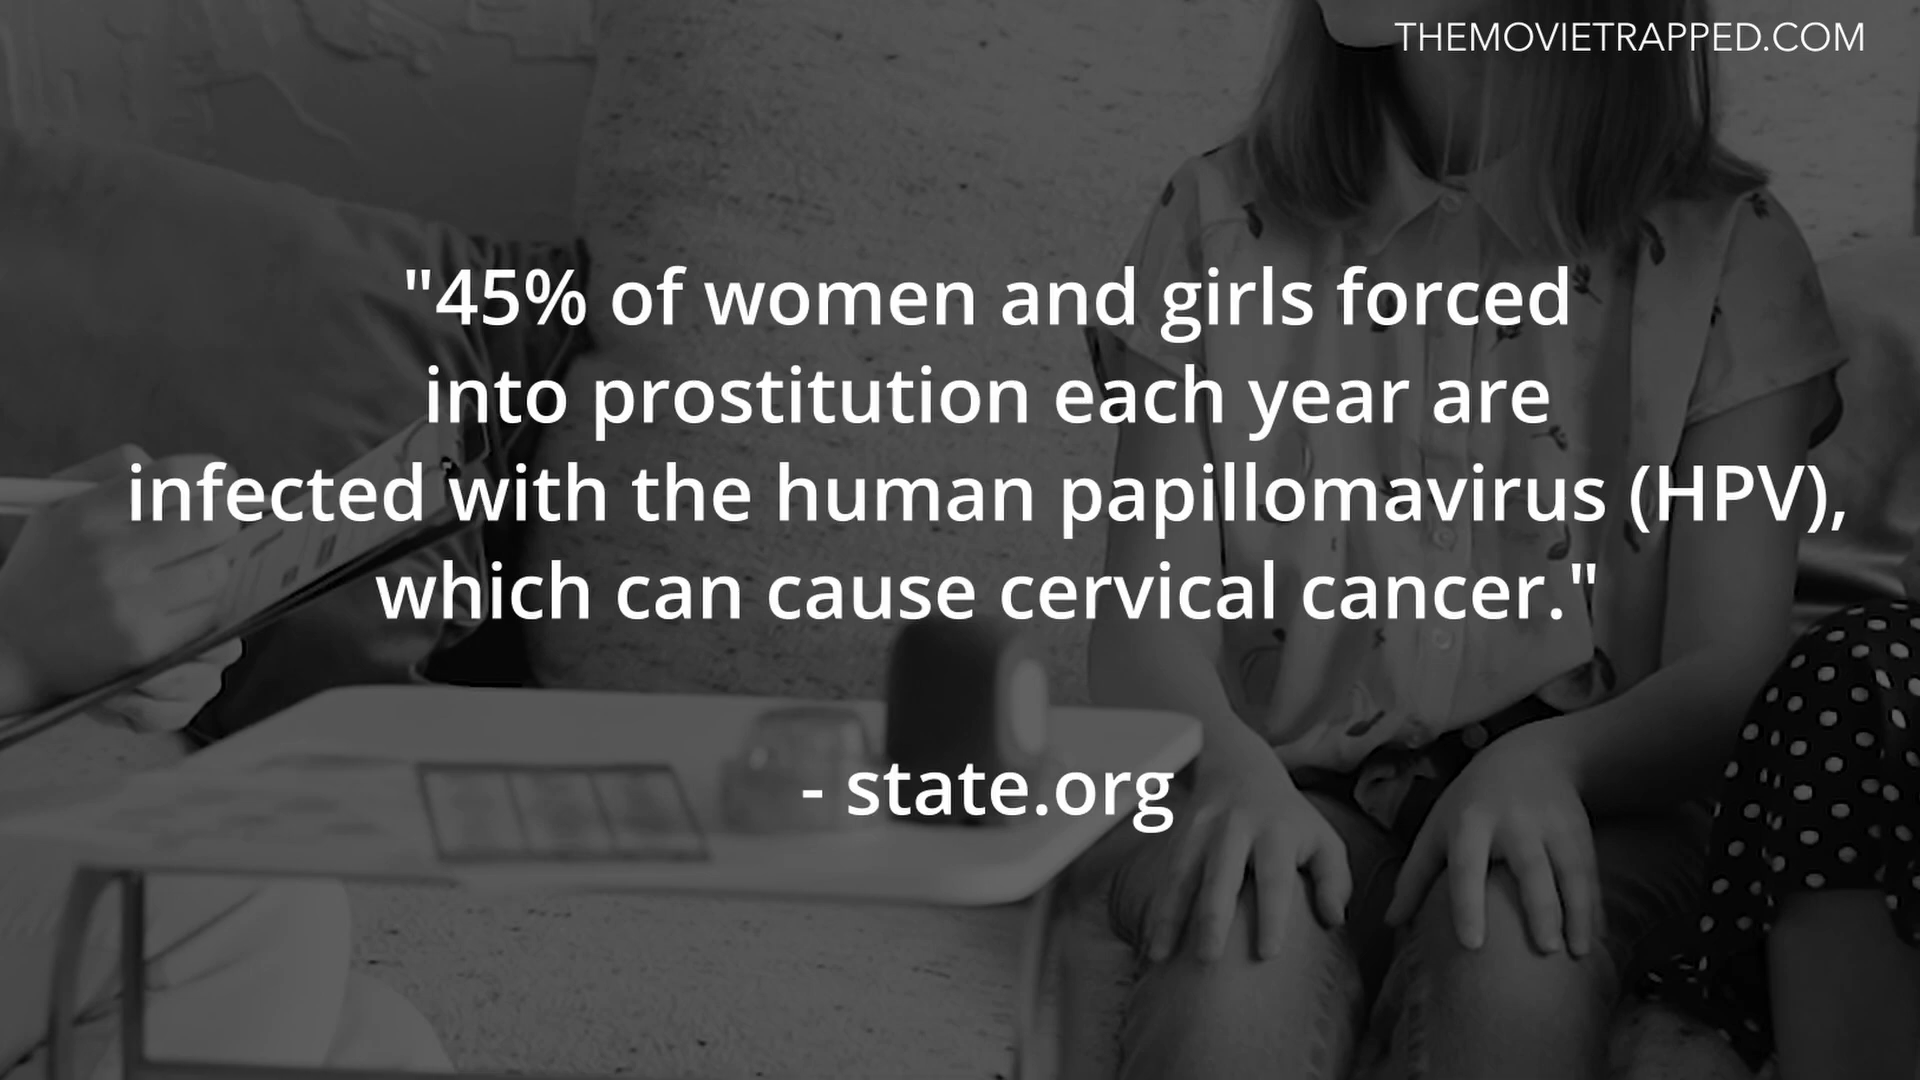 THEMOVIETRAPPED.COM
"45% of women and girls forced
into prostitution each year are
infected with the human papillomavirus (HPV),
which can cause cervical cancer."
- state.org